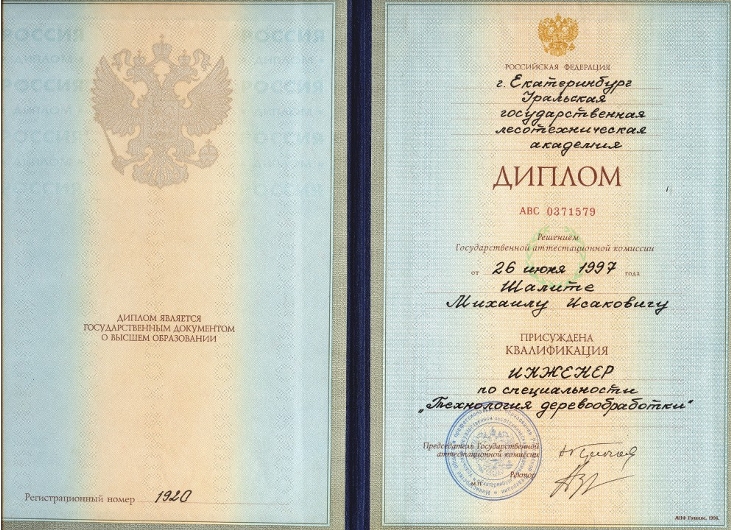 РОССИЯ
РОССИЯ
ДИПЛОМ ЯВЛЯЕТСЯ
ГОСУДАРСТВЕННЫМ ДОКУМЕНТОМ
О ВЫСШЕМ ОБРАЗОВАНИИ
Регистрационный номер 1920
РОССИЙСКАЯ ФЕДЕРАЦИЯ
г. Екатеринбург
Уральская
государственная
лесотехническая
академия
ДИПЛОМ
АВС 0371579
Решением
Государственной аттестационной комиссии
от 26 июня 1997 года
Шалите
Михаилу Исаковичу
ПРИСУЖДЕНА
КВАЛИФИКАЦИЯ
ИНЖЕНЕР
по специальности
„Технология деревообработки"
Председатель Государственной
аттестационной комиссии
Ректор